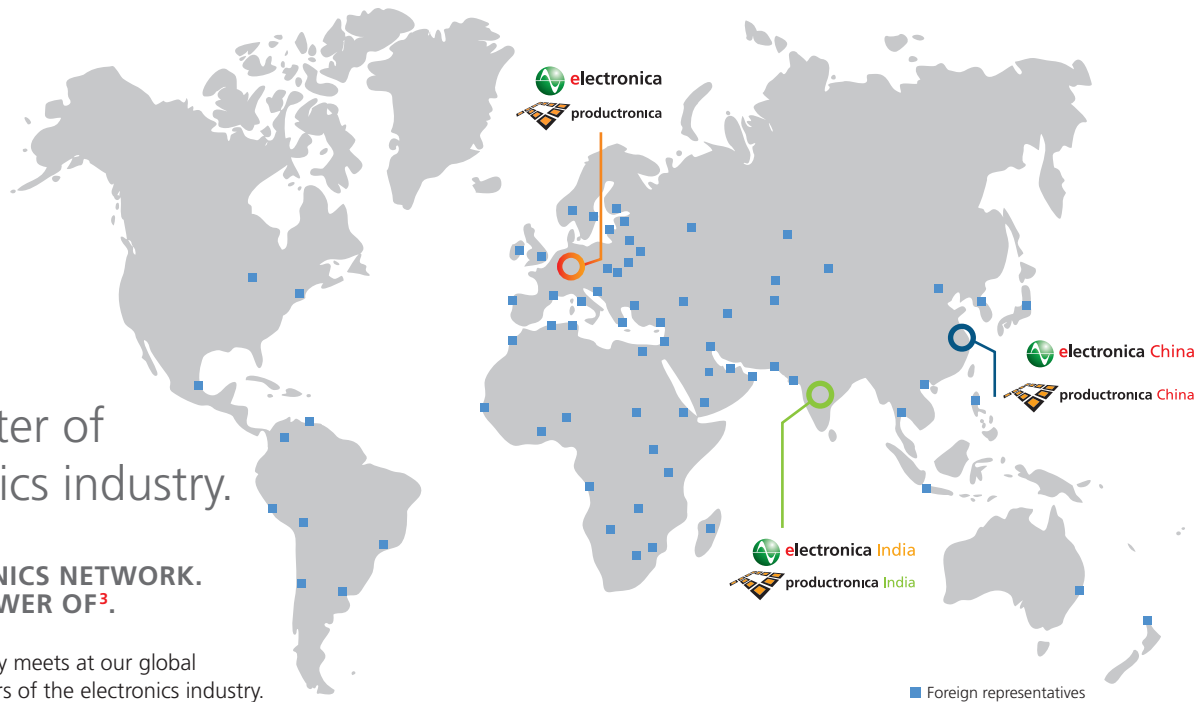 electronica
productronica
electronica China
productronica China
ter of
ics industry.
electronica India
productronica India
NICS NETWORK.
WER OF³.
y meets at our global
rs of the electronics industry.
Foreign representatives